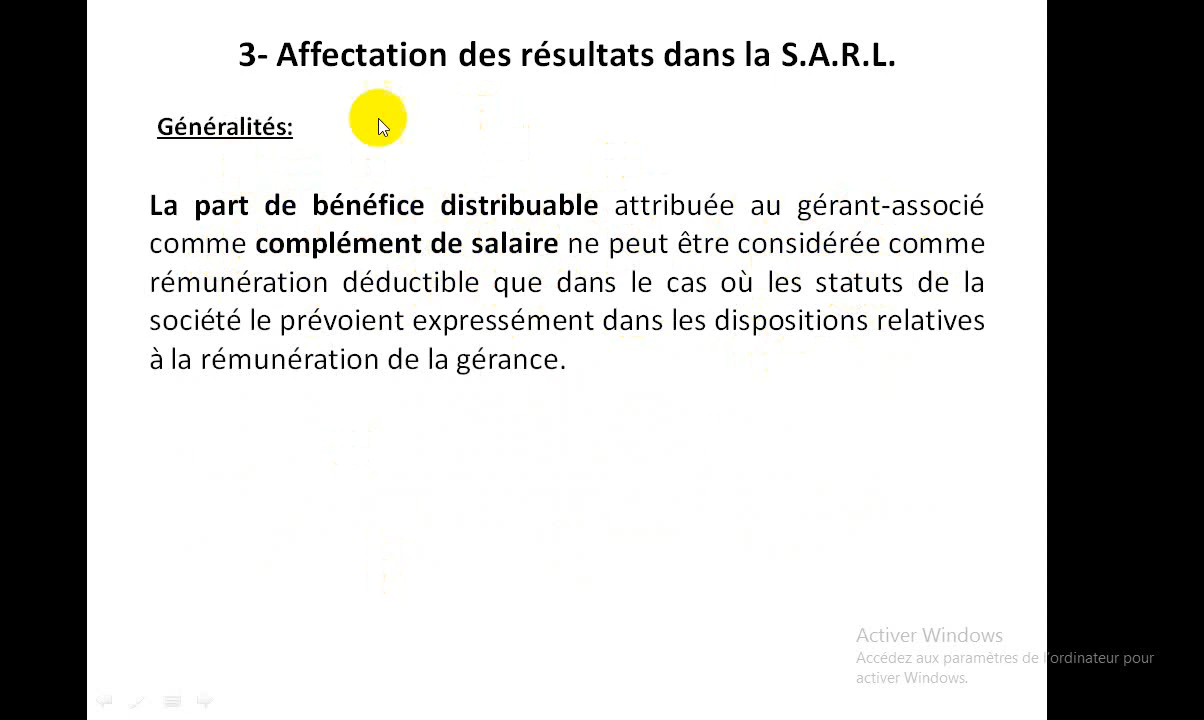 3- Affectation des résultats dans la S.A.R.L.
Généralités:
La part de bénéfice distribuable attribuée au gérant-associé
comme complément de salaire ne peut être considérée comme
rémunération déductible que dans le cas où les statuts de la
société le prévoient expressément dans les dispositions relatives
à la rémunération de la gérance.
Activer Windows
Accédez aux paramètres de l'ordinateur pour
activer Windows.